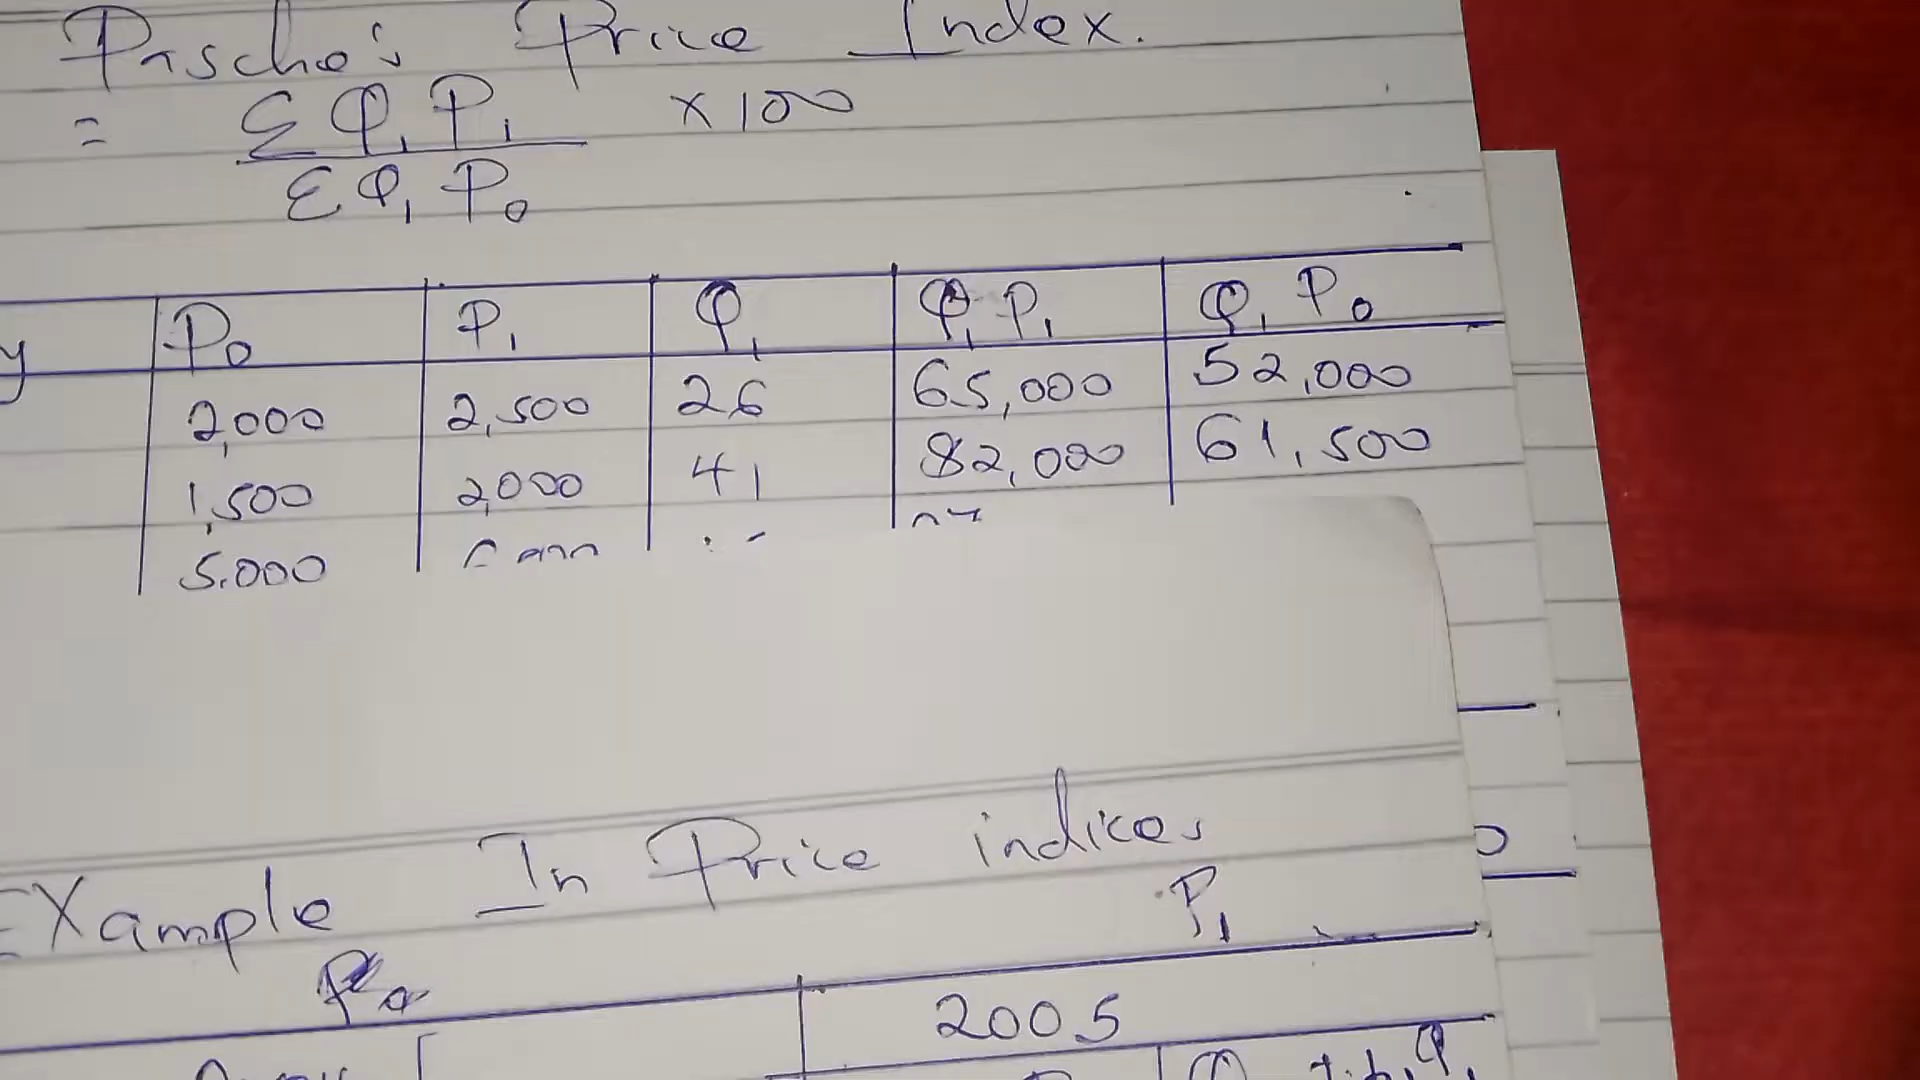 Pasche's Price Index.
= ΣQ₁P₁ × 100
ΣQ₁P₀
y P₀ P₁ Q₁ Q₁P₁ Q₁P₀
2,000 2,500 26 65,000 52,000
1,500 2,000 41 82,000 61,500
5.000
Example In Price indices
P₀ P₁
2005